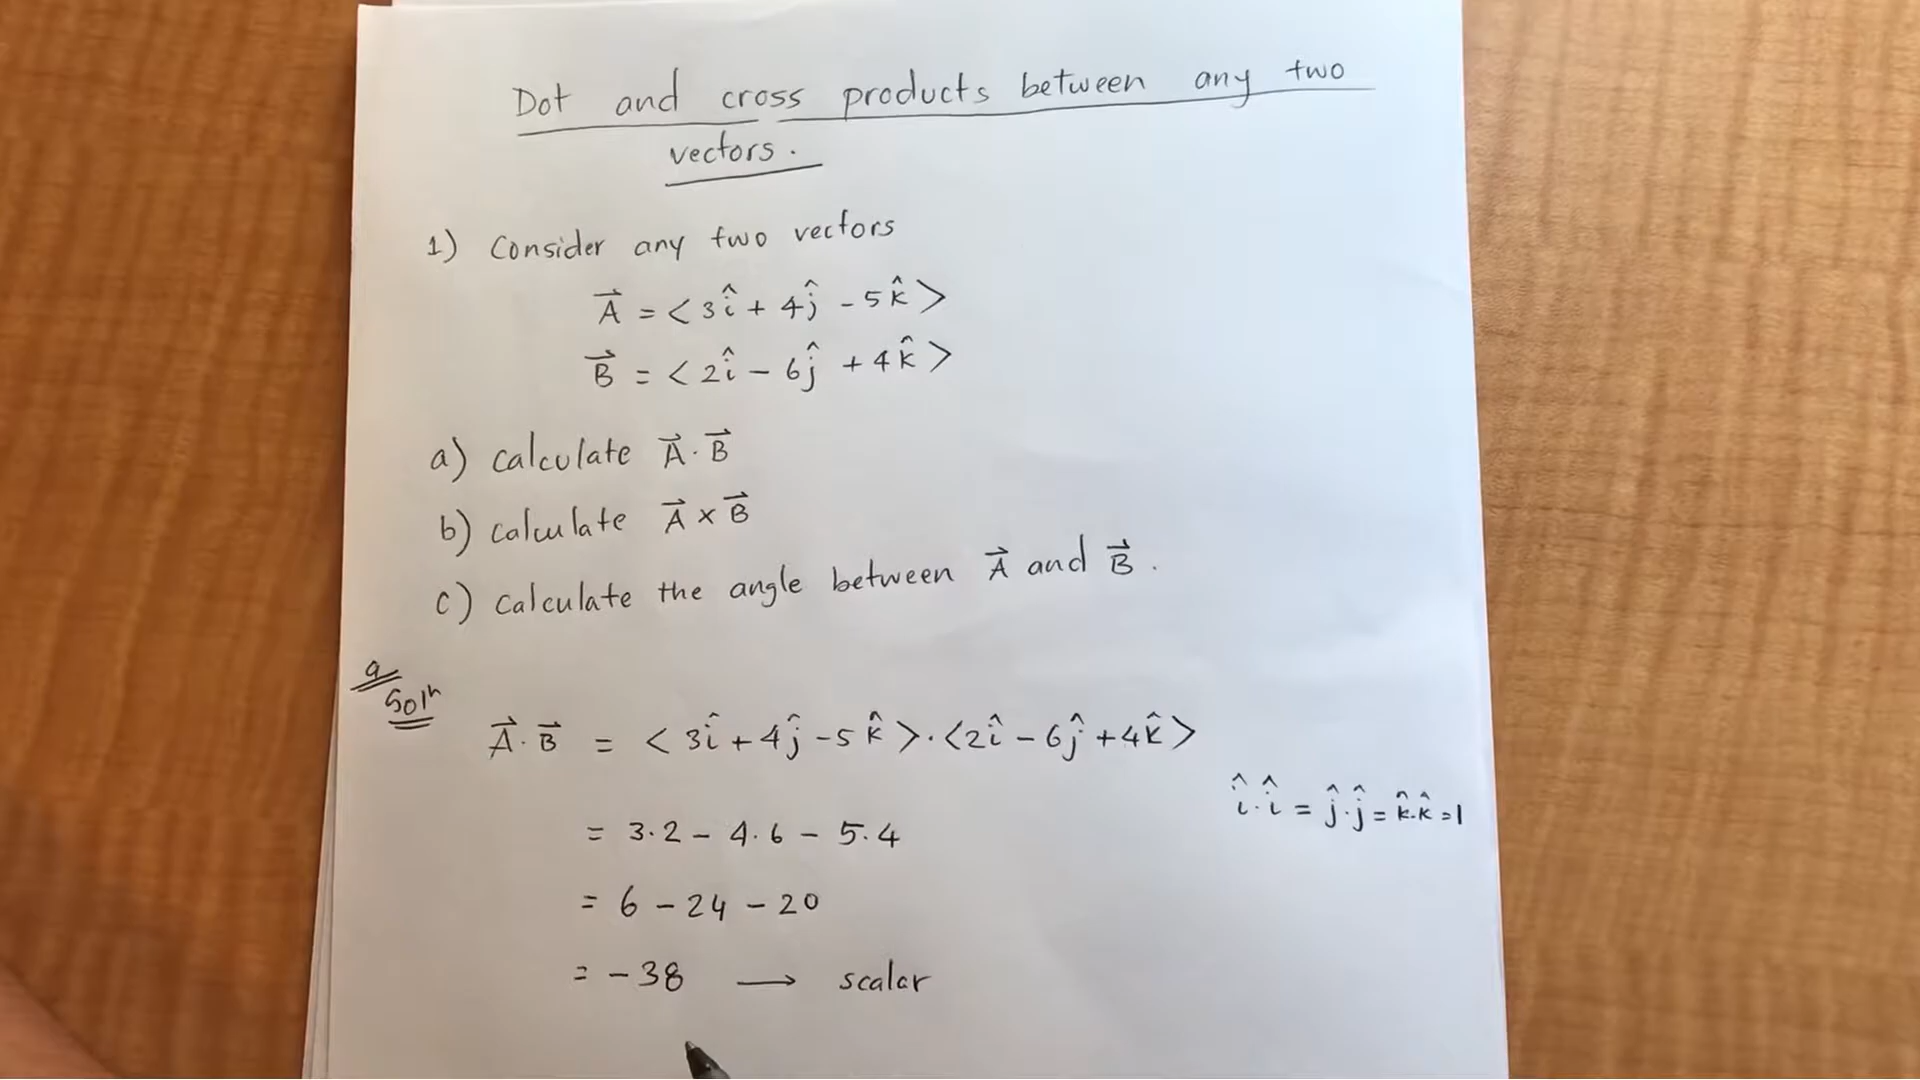 Dot and cross products between any two
vectors.
1) Consider any two vectors
A⃗ = < 3î + 4ĵ - 5k̂ >
B⃗ = < 2î - 6ĵ + 4k̂ >
a) calculate A⃗ · B⃗
b) calculate A⃗ × B⃗
c) calculate the angle between A⃗ and B⃗ .
a
Solⁿ
A⃗ · B⃗ = < 3î + 4ĵ - 5k̂ > · < 2î - 6ĵ + 4k̂ >
î · î = ĵ · ĵ = k̂ · k̂ = 1
= 3·2 - 4·6 - 5·4
= 6 - 24 - 20
= -38 → scalar